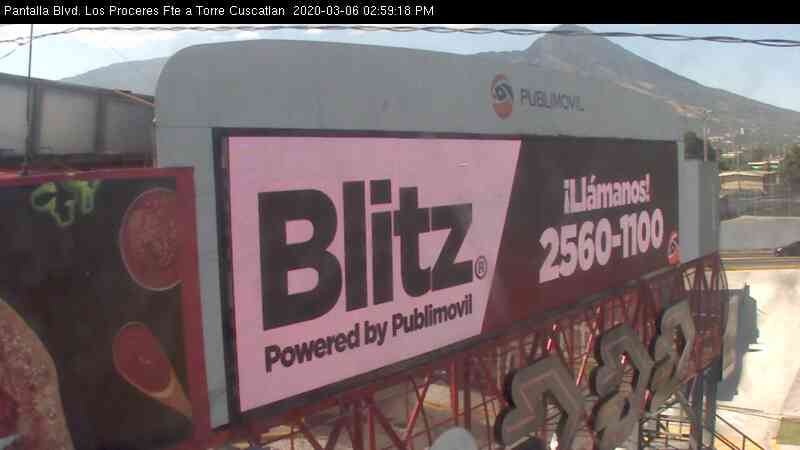 Pantalla Blvd. Los Proceres Fte a Torre Cuscatlan 2020-03-06 02:59:18 PM
PUBLIMOVIL
Blitz®
Powered by Publimovil
¡Llámanos!
2560-1100